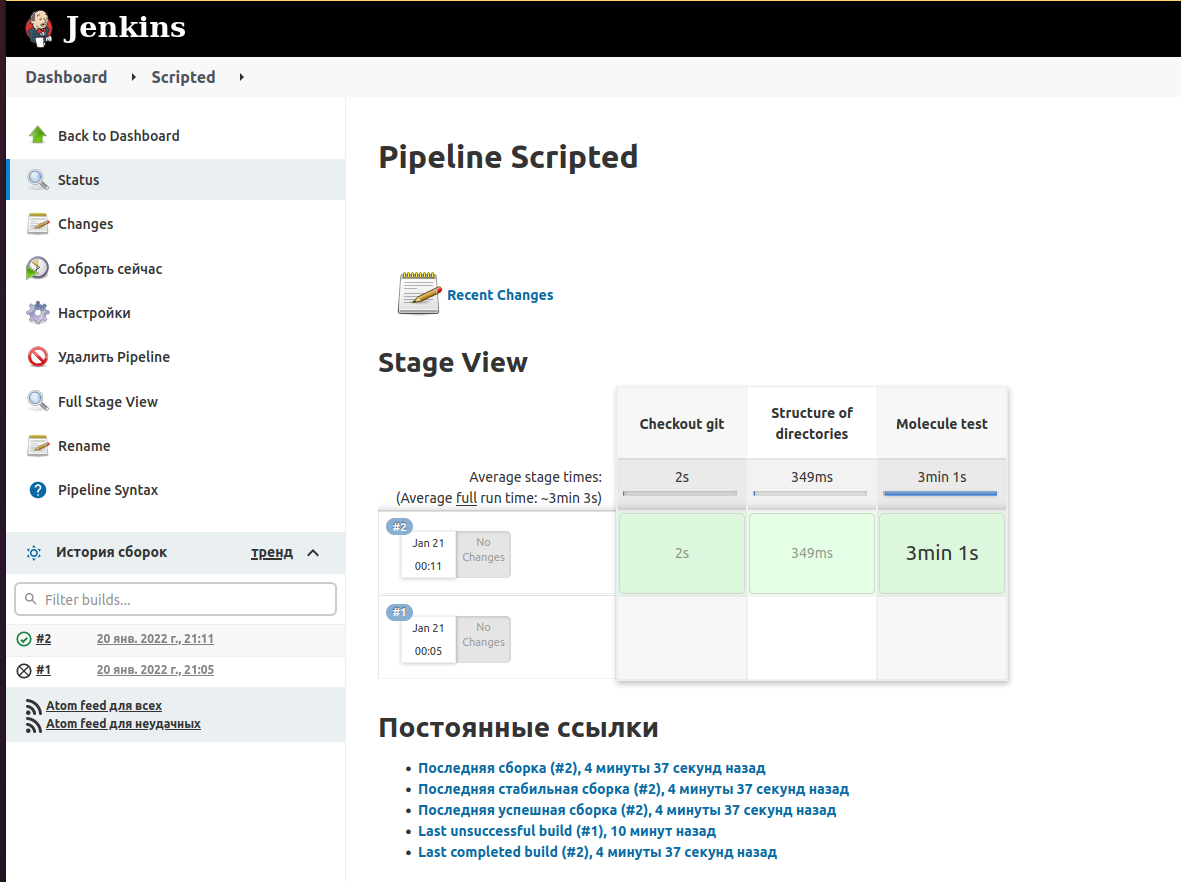 Jenkins
Dashboard Scripted
Back to Dashboard
Status
Changes
Собрать сейчас
Настройки
Удалить Pipeline
Full Stage View
Rename
Pipeline Syntax
История сборок тренд
Filter builds...
#2 20 янв. 2022 г., 21:11
#1 20 янв. 2022 г., 21:05
Atom feed для всех
Atom feed для неудачных
Pipeline Scripted
Recent Changes
Stage View
Checkout git
Structure of
directories
Molecule test
Average stage times:
(Average full run time: ~3min 3s)
2s 349ms 3min 1s
#2
Jan 21
00:11
No
Changes
2s 349ms 3min 1s
#1
Jan 21
00:05
No
Changes
Постоянные ссылки
Последняя сборка (#2), 4 минуты 37 секунд назад
Последняя стабильная сборка (#2), 4 минуты 37 секунд назад
Последняя успешная сборка (#2), 4 минуты 37 секунд назад
Last unsuccessful build (#1), 10 минут назад
Last completed build (#2), 4 минуты 37 секунд назад